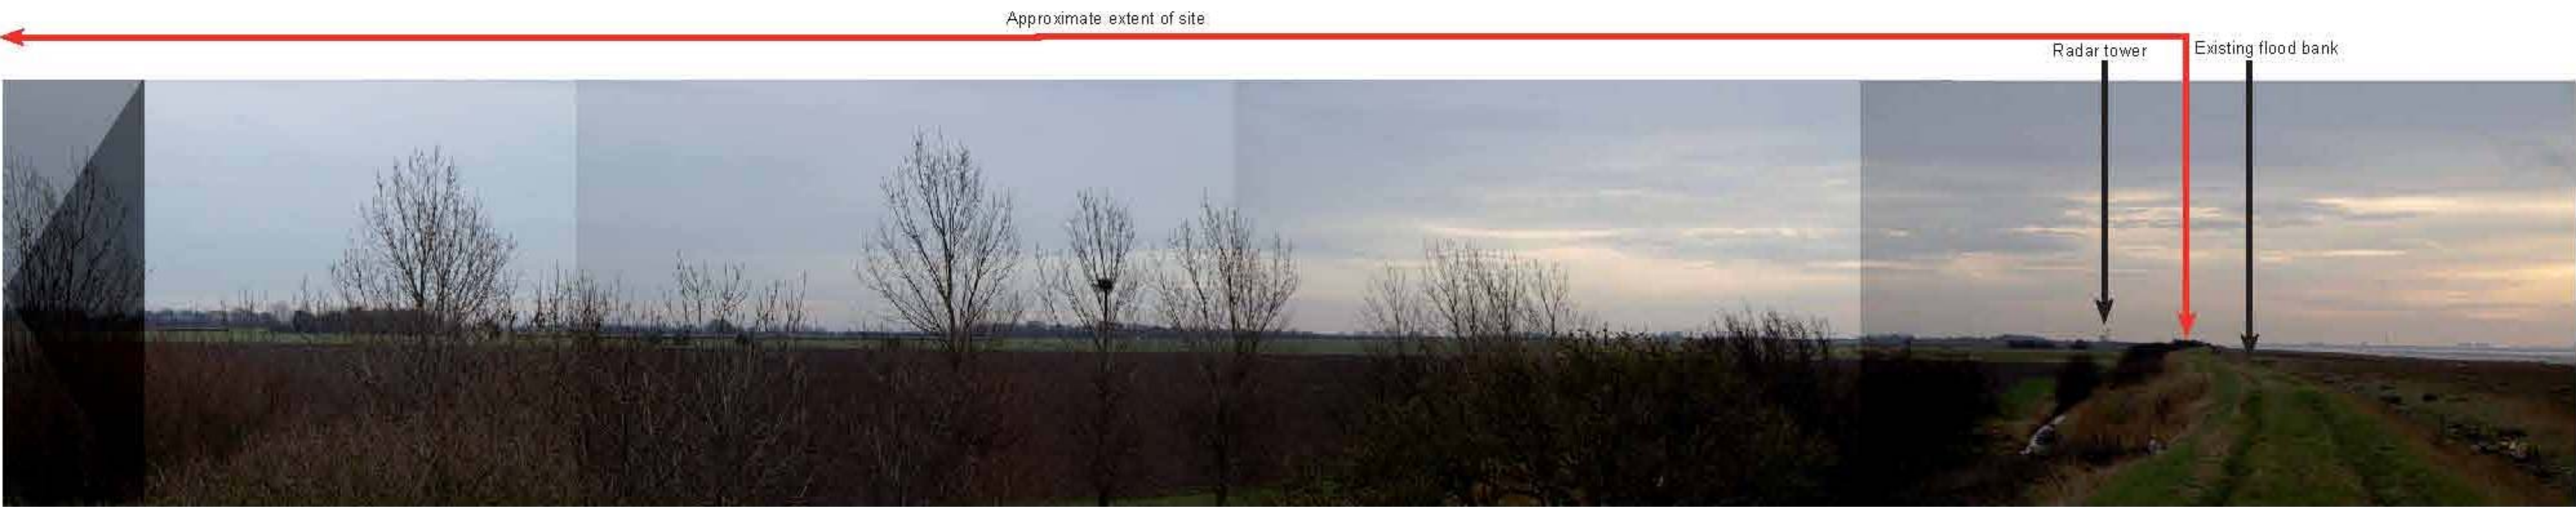 Approximate extent of site
Radar tower
Existing flood bank